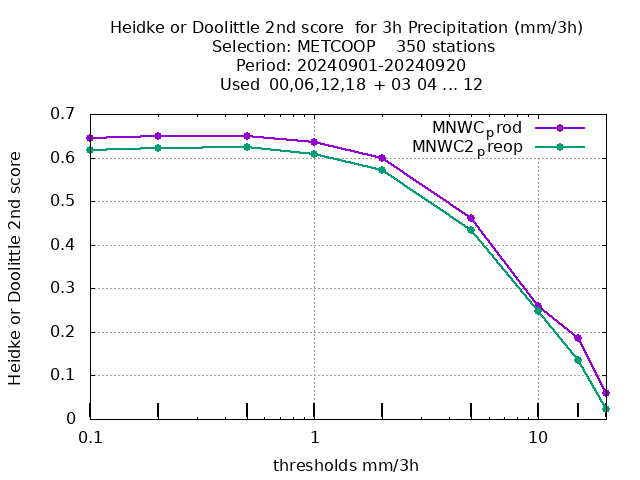 Heidke or Doolittle 2nd score  for 3h Precipitation (mm/3h)
Selection: METCOOP    350 stations
Period: 20240901-20240920
Used  00,06,12,18  + 03 04 ... 12
Heidke or Doolittle 2nd score
0.7
0.6
0.5
0.4
0.3
0.2
0.1
0
MNWCprod
MNWC2preop
0.1 1 10
thresholds mm/3h